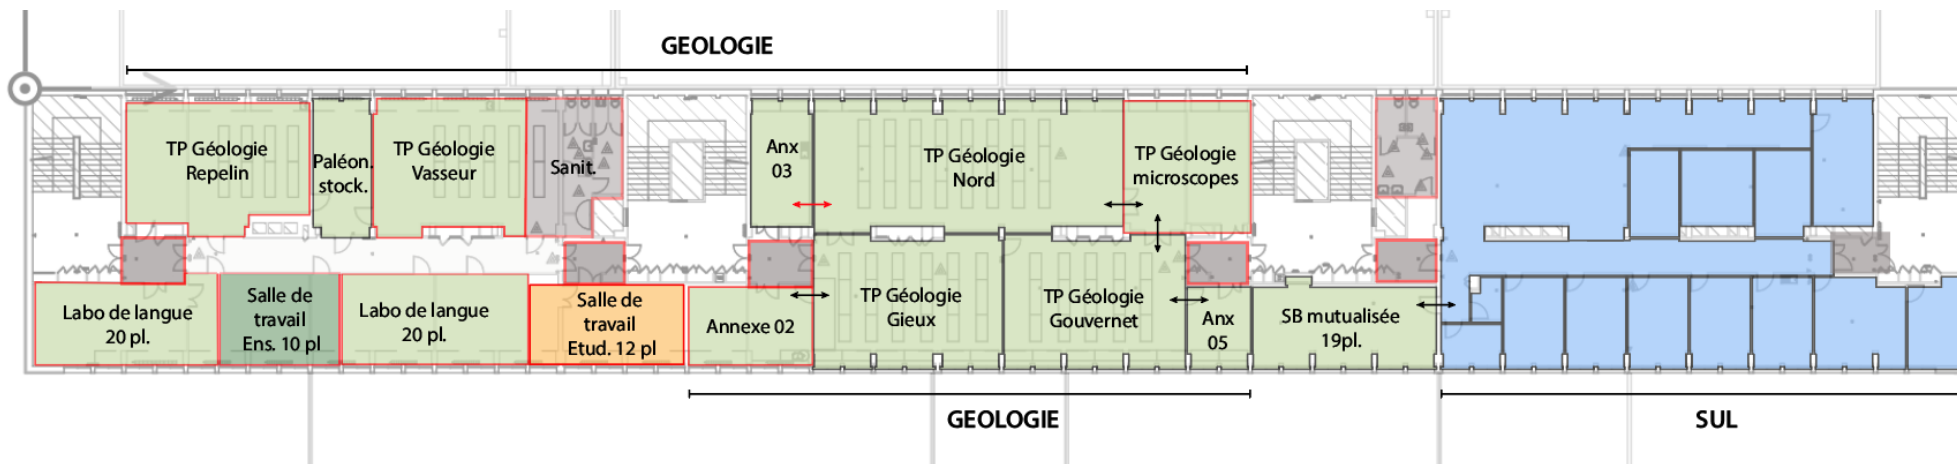 GEOLOGIE
TP Géologie
Repelin
Paléon.
stock.
TP Géologie
Vasseur
Sanit.
Anx
03
TP Géologie
Nord
TP Géologie
microscopes
Labo de langue
20 pl.
Salle de
travail
Ens. 10 pl
Labo de langue
20 pl.
Salle de
travail
Etud. 12 pl
Annexe 02
TP Géologie
Gieux
TP Géologie
Gouvernet
Anx
05
SB mutualisée
19pl.
GEOLOGIE
SUL